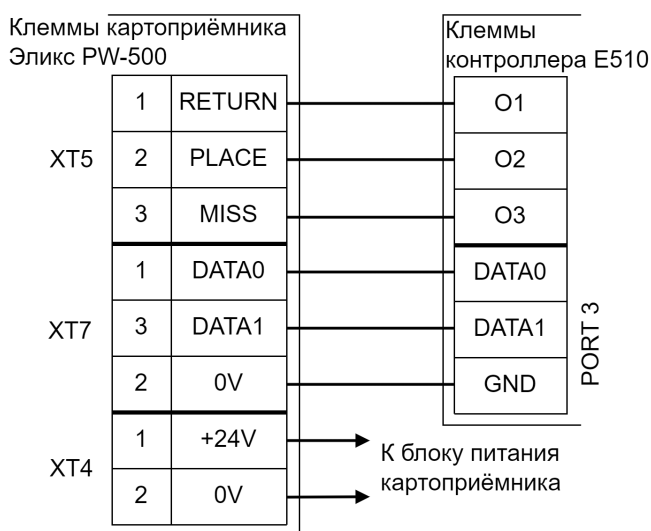 Клеммы картоприёмника
Эликс PW-500
Клеммы
контроллера E510
XT5
1 RETURN O1
2 PLACE O2
3 MISS O3
XT7
1 DATA0 DATA0
3 DATA1 DATA1
2 0V GND
PORT 3
XT4
1 +24V
2 0V
К блоку питания
картоприёмника